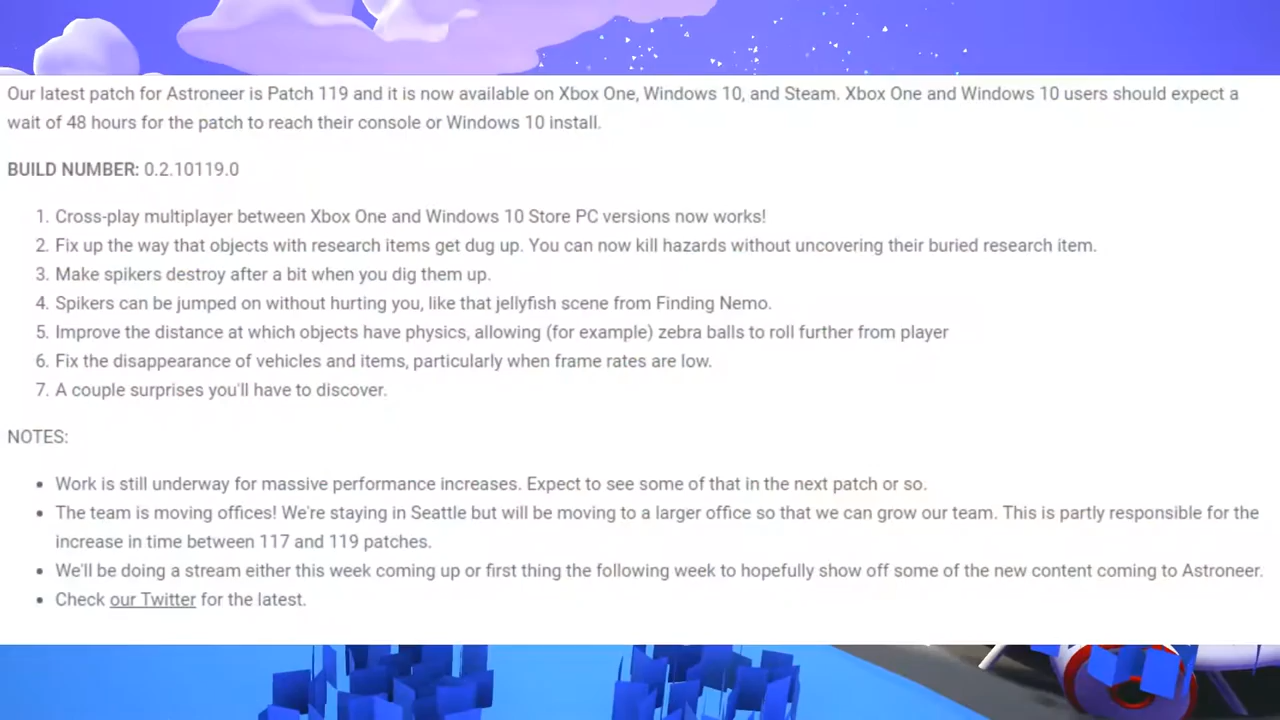 Our latest patch for Astroneer is Patch 119 and it is now available on Xbox One, Windows 10, and Steam. Xbox One and Windows 10 users should expect a
wait of 48 hours for the patch to reach their console or Windows 10 install.
BUILD NUMBER: 0.2.10119.0
1. Cross-play multiplayer between Xbox One and Windows 10 Store PC versions now works!
2. Fix up the way that objects with research items get dug up. You can now kill hazards without uncovering their buried research item.
3. Make spikers destroy after a bit when you dig them up.
4. Spikers can be jumped on without hurting you, like that jellyfish scene from Finding Nemo.
5. Improve the distance at which objects have physics, allowing (for example) zebra balls to roll further from player
6. Fix the disappearance of vehicles and items, particularly when frame rates are low.
7. A couple surprises you'll have to discover.
NOTES:
• Work is still underway for massive performance increases. Expect to see some of that in the next patch or so.
• The team is moving offices! We're staying in Seattle but will be moving to a larger office so that we can grow our team. This is partly responsible for the
increase in time between 117 and 119 patches.
• We'll be doing a stream either this week coming up or first thing the following week to hopefully show off some of the new content coming to Astroneer.
• Check our Twitter for the latest.